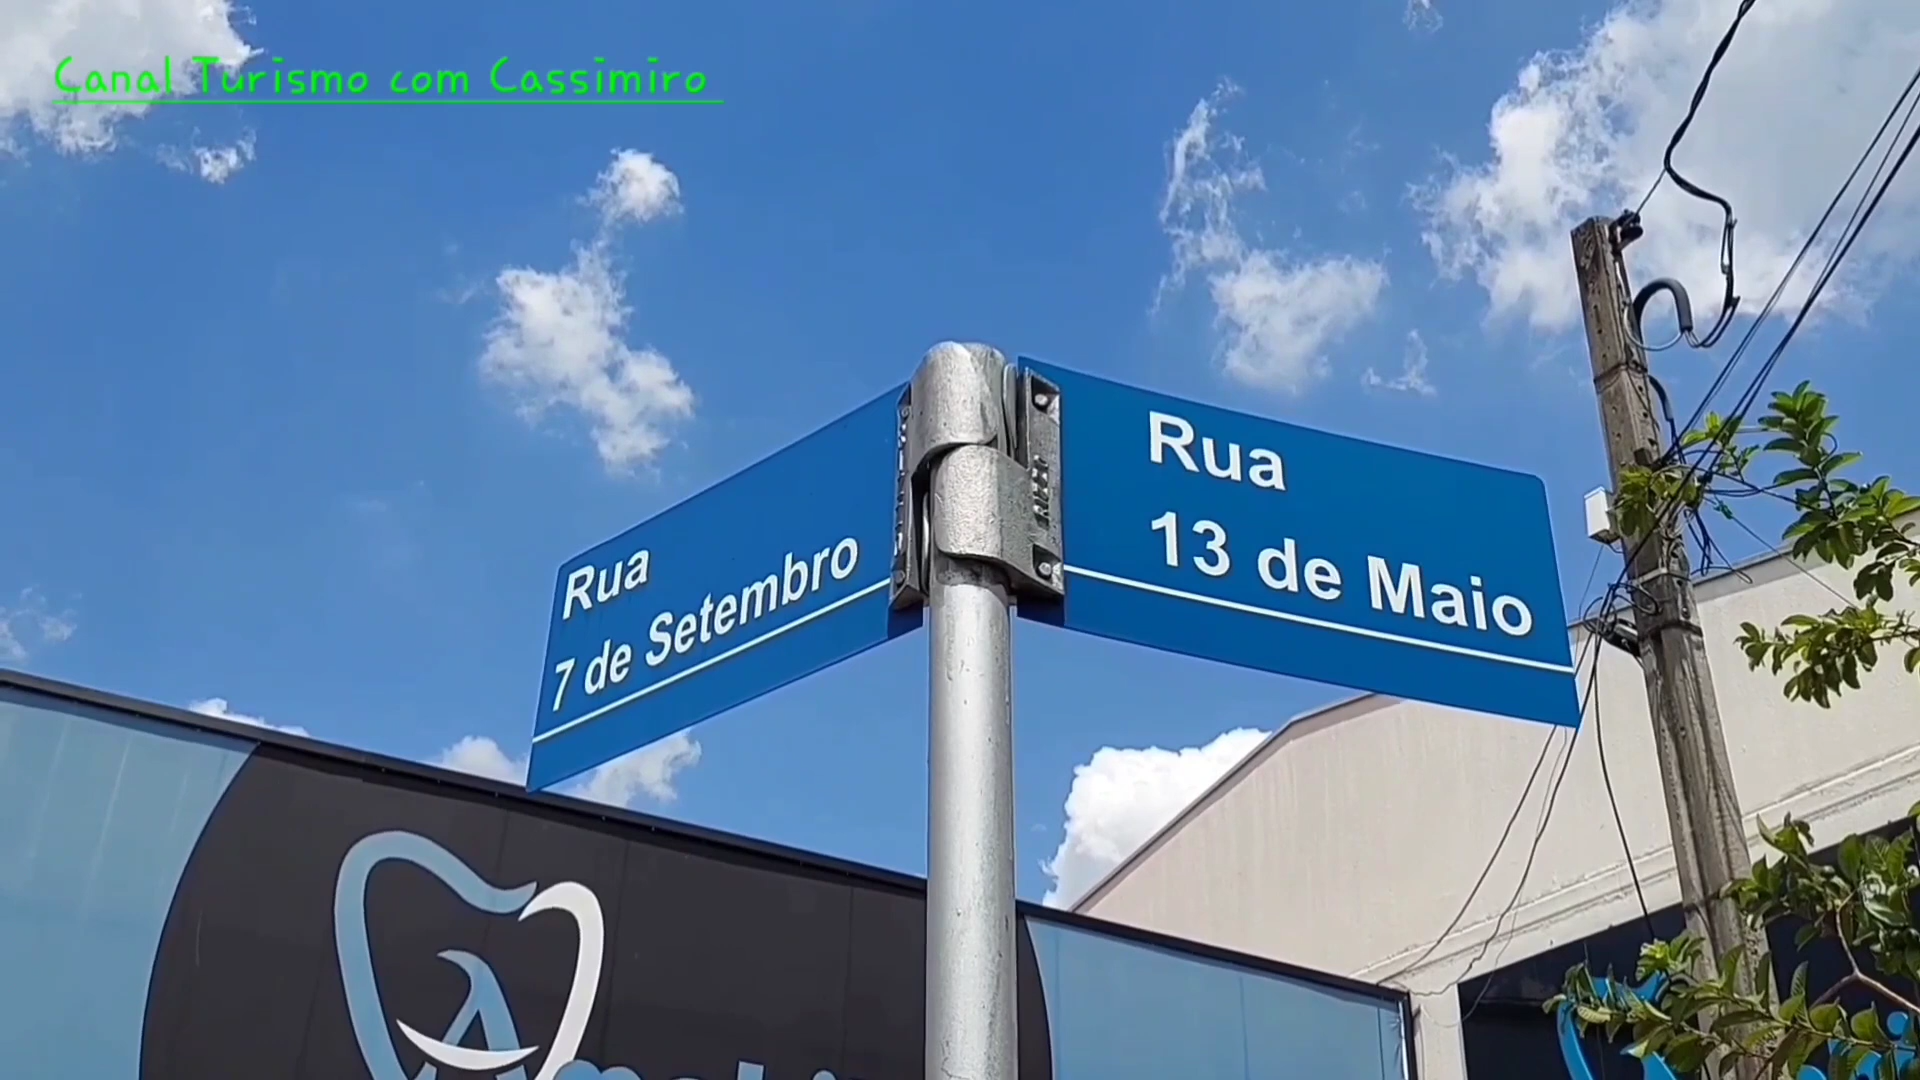 Canal Turismo com Cassimiro
Rua
7 de Setembro
Rua
13 de Maio